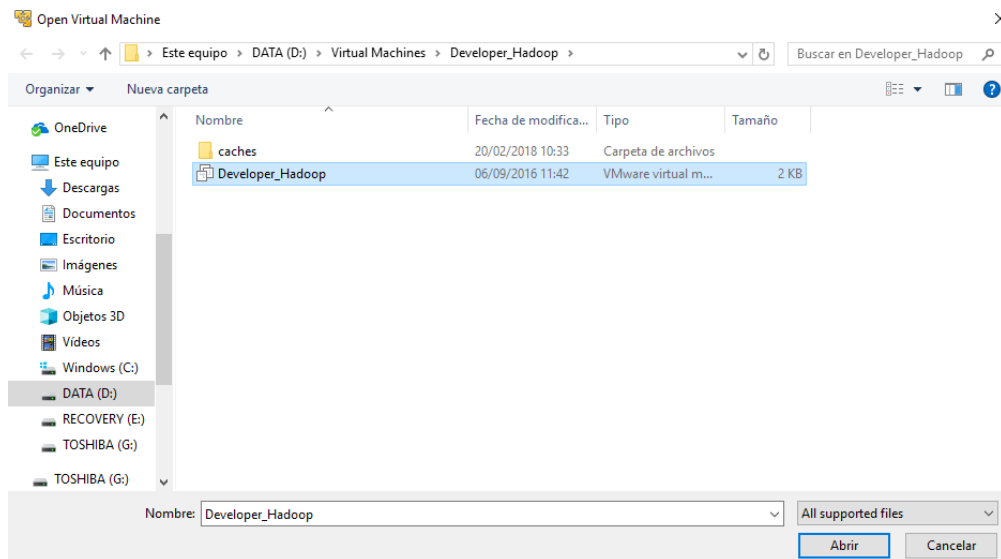 Open Virtual Machine
Este equipo > DATA (D:) > Virtual Machines > Developer_Hadoop >
Buscar en Developer_Hadoop
Organizar
Nueva carpeta
Nombre
Fecha de modifica...
Tipo
Tamaño
OneDrive
Este equipo
Descargas
Documentos
Escritorio
Imágenes
Música
Objetos 3D
Vídeos
Windows (C:)
DATA (D:)
RECOVERY (E:)
TOSHIBA (G:)
TOSHIBA (G:)
caches 20/02/2018 10:33 Carpeta de archivos
Developer_Hadoop 06/09/2016 11:42 VMware virtual m... 2 KB
Nombre: Developer_Hadoop
All supported files
Abrir
Cancelar